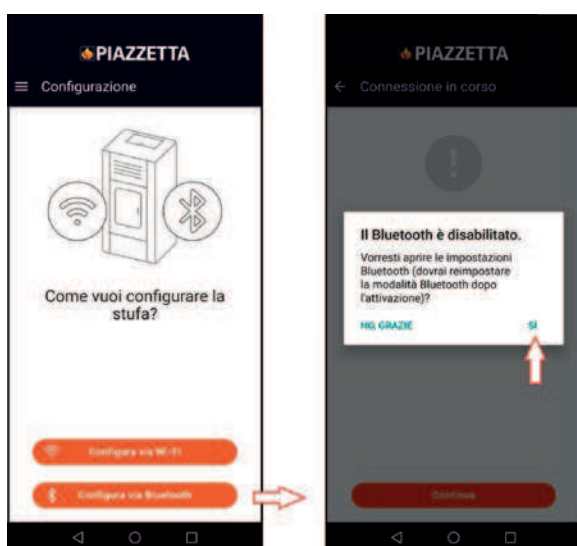 PIAZZETTA
Configurazione
Come vuoi configurare la
stufa?
Configura via Wi-Fi
Configura via Bluetooth
PIAZZETTA
Connessione in corso
Il Bluetooth è disabilitato.
Vorresti aprire le impostazioni
Bluetooth (dovrai reimpostare
la modalità Bluetooth dopo
l'attivazione)?
NO, GRAZIE
SI
Continua